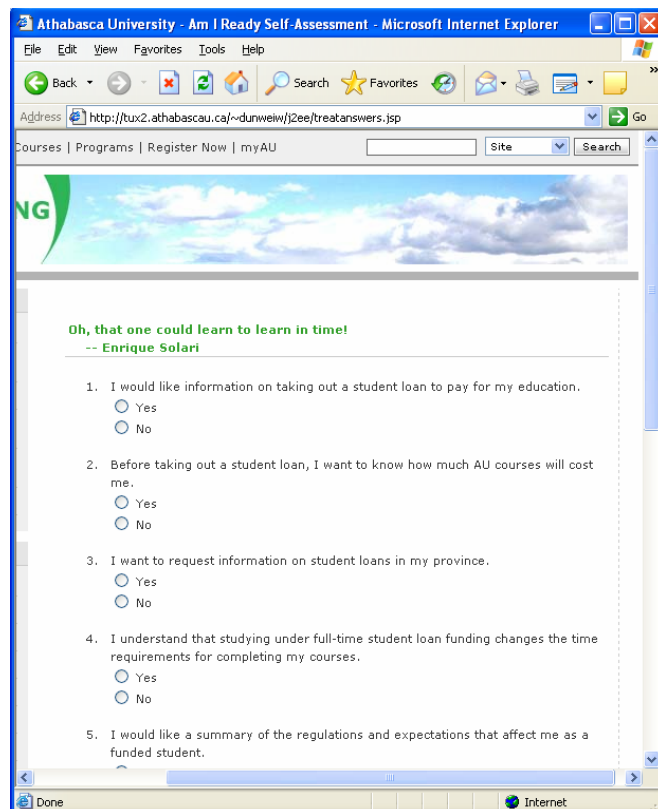 Athabasca University - Am I Ready Self-Assessment - Microsoft Internet Explorer
File Edit View Favorites Tools Help
Back Search Favorites »
Address http://tux2.athabascau.ca/~dunweiw/j2ee/treatanswers.jsp Go
Courses | Programs | Register Now | myAU Site Search
NG
Oh, that one could learn to learn in time!
-- Enrique Solari
1. I would like information on taking out a student loan to pay for my education.
Yes
No
2. Before taking out a student loan, I want to know how much AU courses will cost
me.
Yes
No
3. I want to request information on student loans in my province.
Yes
No
4. I understand that studying under full-time student loan funding changes the time
requirements for completing my courses.
Yes
No
5. I would like a summary of the regulations and expectations that affect me as a
funded student.
Done Internet